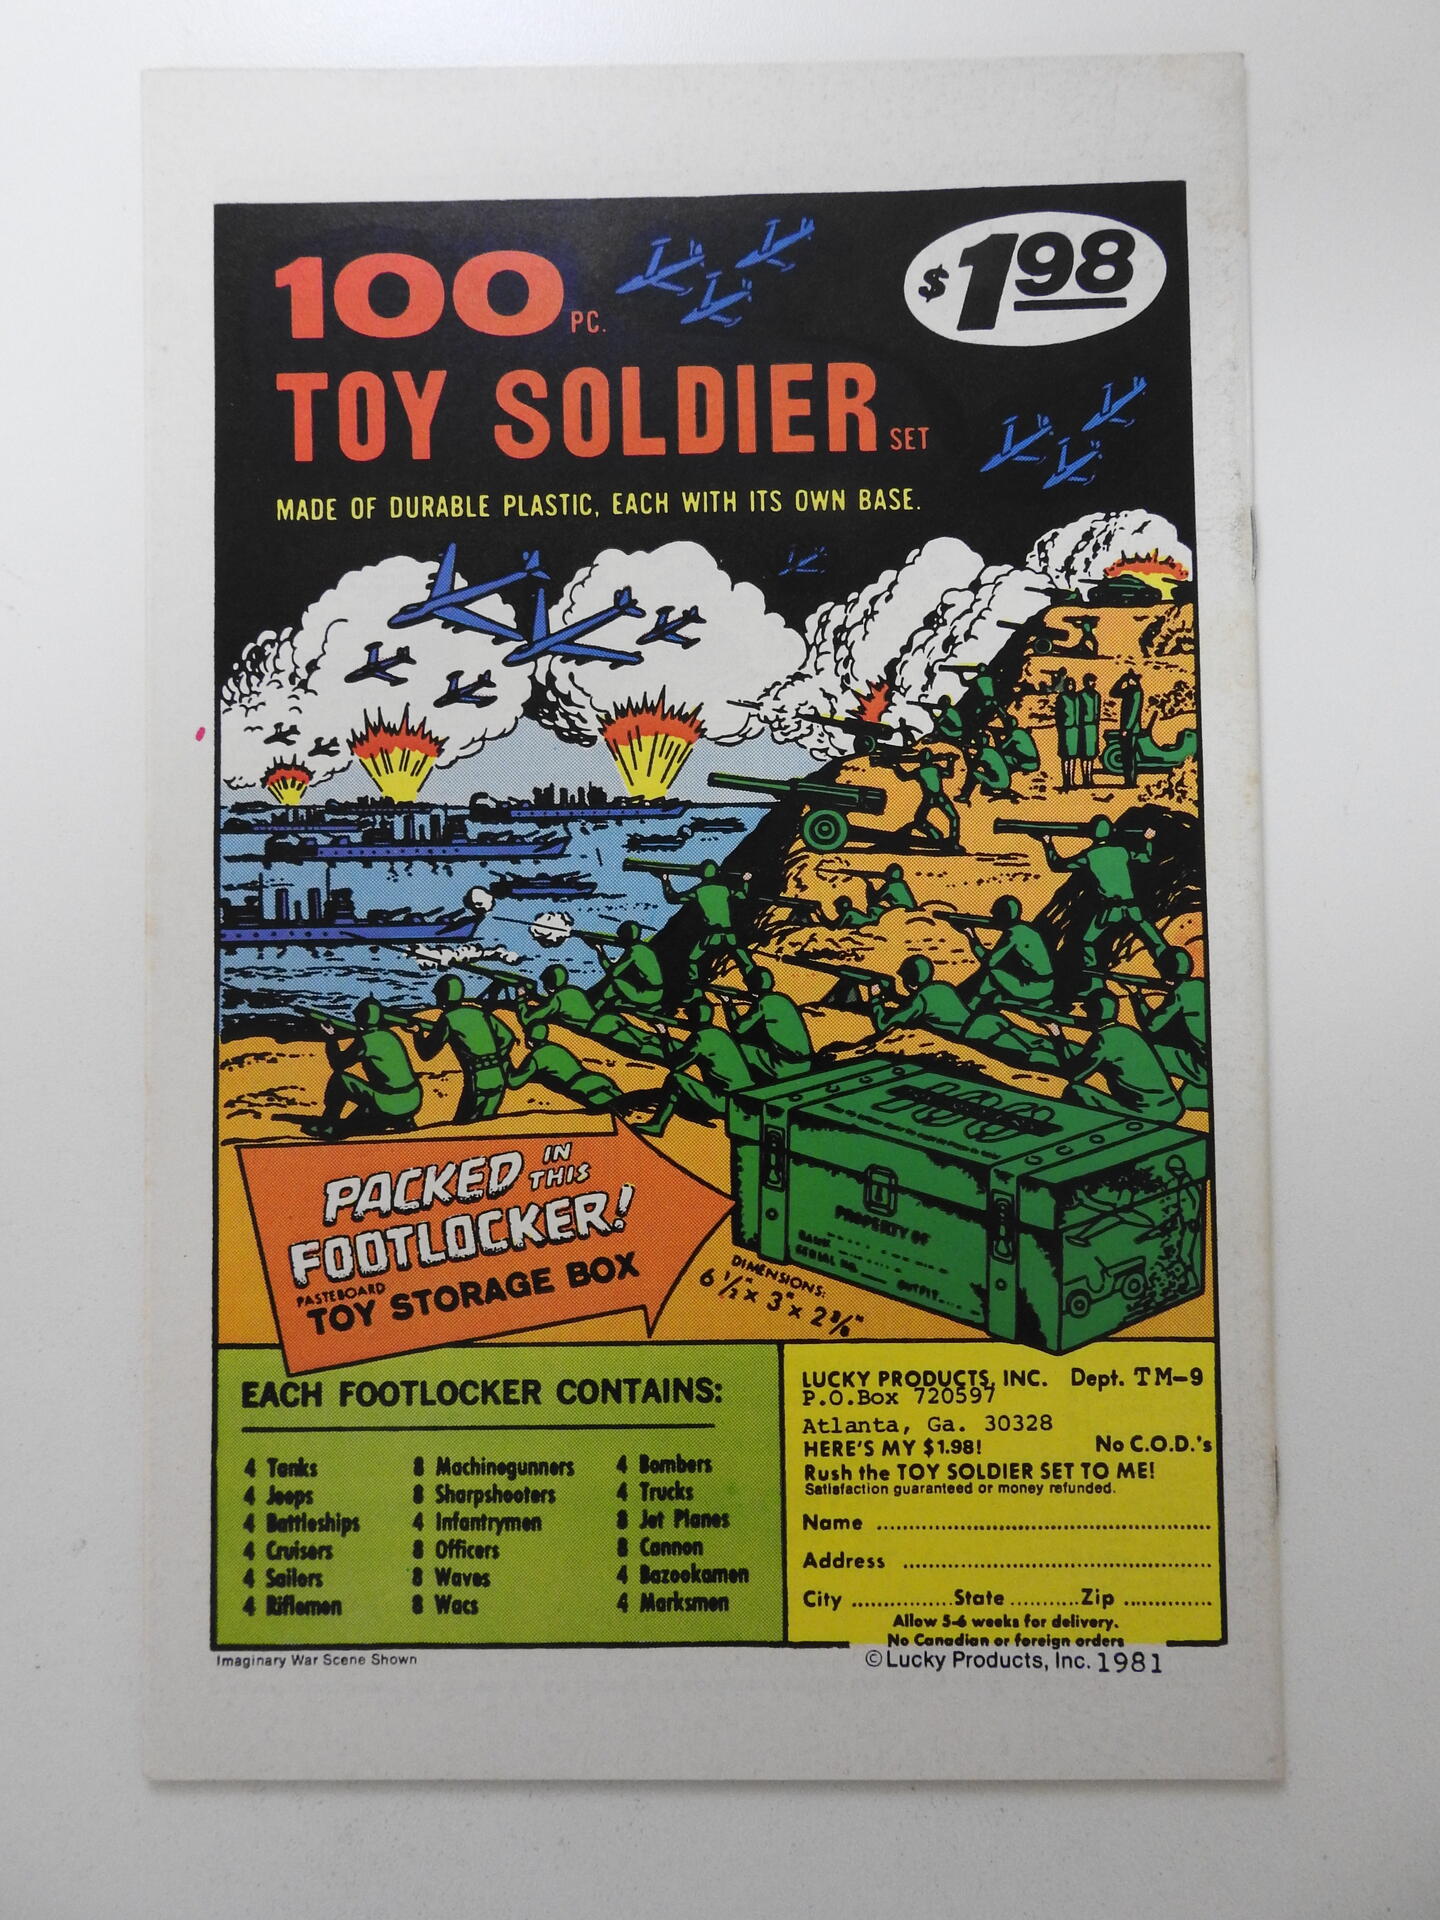 100 PC.
$1.98
TOY SOLDIER SET
MADE OF DURABLE PLASTIC, EACH WITH ITS OWN BASE.
PACKED IN THIS
FOOTLOCKER!
PASTEBOARD
TOY STORAGE BOX
100
PROPERTY OF
SERIAL NO.
DIMENSIONS:
6 1/2" x 3" x 2 3/8"
EACH FOOTLOCKER CONTAINS:
4 Tanks
4 Jeeps
4 Battleships
4 Cruisers
4 Sailors
4 Riflemen
8 Machinegunners
8 Sharpshooters
4 Infantrymen
8 Officers
8 Waves
8 Wacs
4 Bombers
4 Trucks
8 Jet Planes
8 Cannon
4 Bazookamen
4 Marksmen
LUCKY PRODUCTS, INC. Dept. TM-9
P.O.Box 720597
Atlanta, Ga. 30328
HERE'S MY $1.98! No C.O.D.'s
Rush the TOY SOLDIER SET TO ME!
Satisfaction guaranteed or money refunded.
Name
Address
City State Zip
Allow 5-6 weeks for delivery.
No Canadian or foreign orders
Imaginary War Scene Shown
© Lucky Products, Inc. 1981